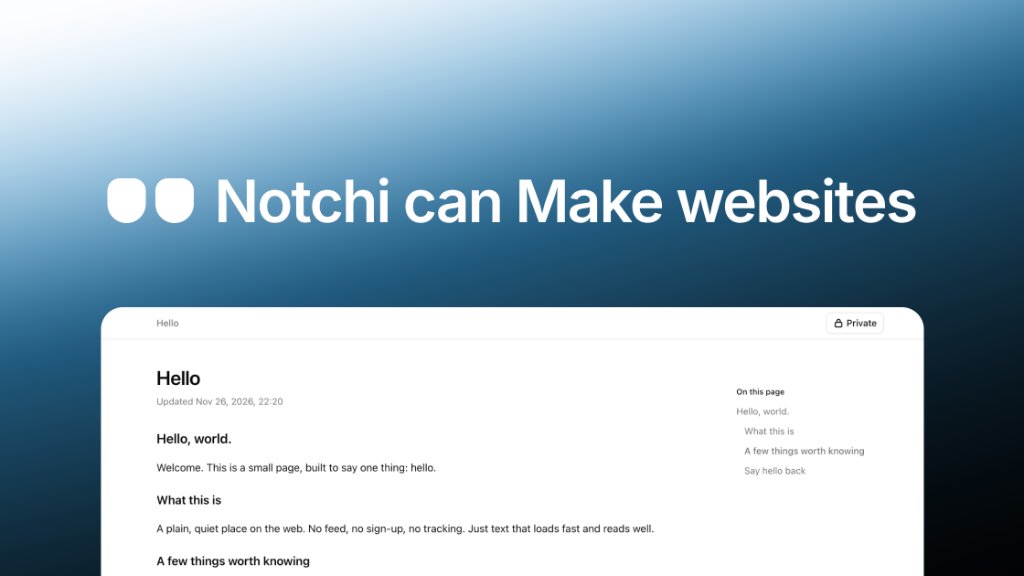 Notchi can Make websites
Hello
Private
Hello
Updated Nov 26, 2026, 22:20
Hello, world.
Welcome. This is a small page, built to say one thing: hello.
What this is
A plain, quiet place on the web. No feed, no sign-up, no tracking. Just text that loads fast and reads well.
A few things worth knowing
On this page
Hello, world.
What this is
A few things worth knowing
Say hello back